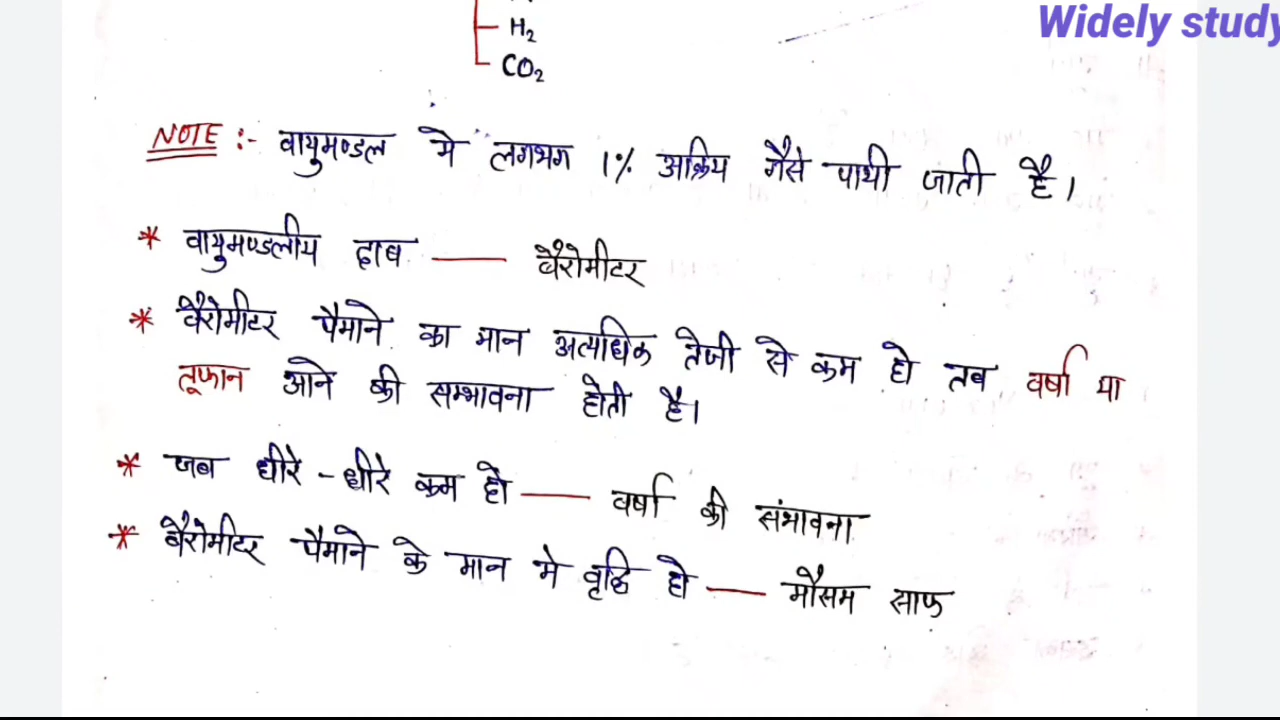 Widely study
H₂
CO₂
NOTE :- वायुमण्डल मे लगभग 1% अक्रिय गैसे पायी जाती है।
* वायुमण्डलीय दाब —— बैरोमीटर
* बैरोमीटर पैमाने का मान अत्यधिक तेजी से कम हो तब वर्षा या
तूफान आने की सम्भावना होती है।
* जब धीरे - धीरे कम हो —— वर्षा की संभावना
* बैरोमीटर पैमाने के मान मे वृद्धि हो —— मौसम साफ